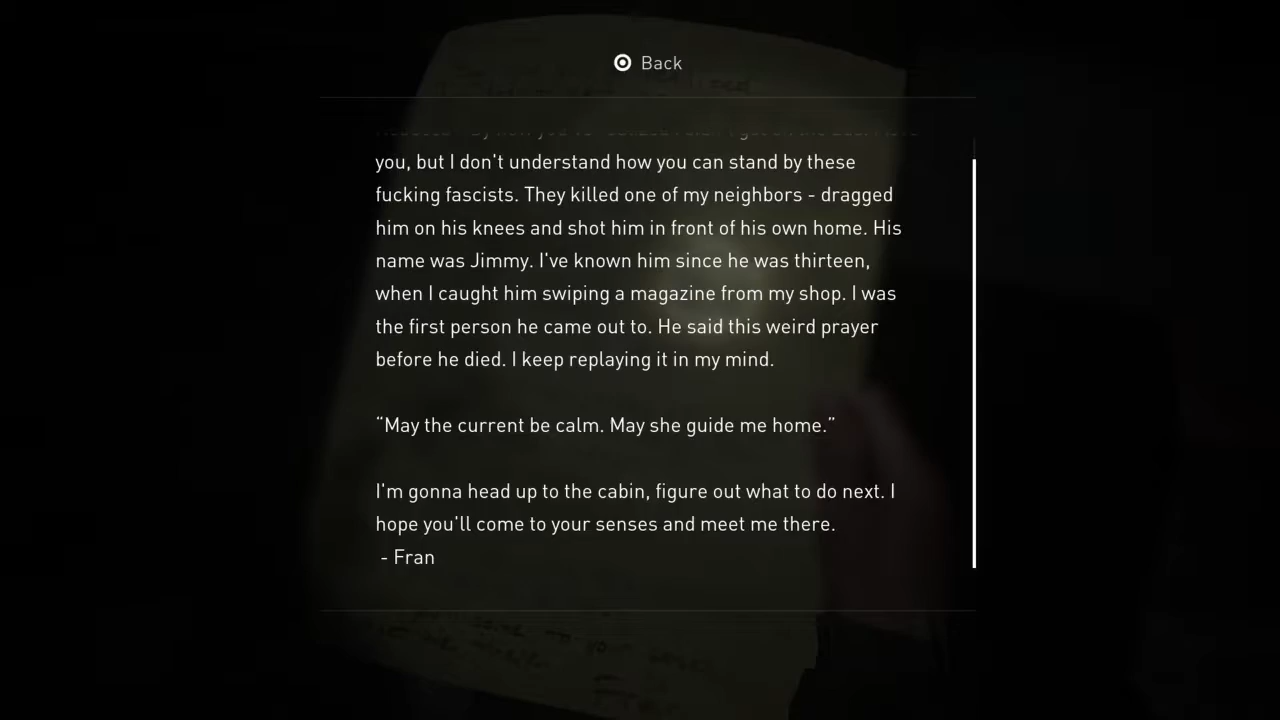 Back
you, but I don't understand how you can stand by these
fucking fascists. They killed one of my neighbors - dragged
him on his knees and shot him in front of his own home. His
name was Jimmy. I've known him since he was thirteen,
when I caught him swiping a magazine from my shop. I was
the first person he came out to. He said this weird prayer
before he died. I keep replaying it in my mind.
“May the current be calm. May she guide me home.”
I'm gonna head up to the cabin, figure out what to do next. I
hope you'll come to your senses and meet me there.
- Fran